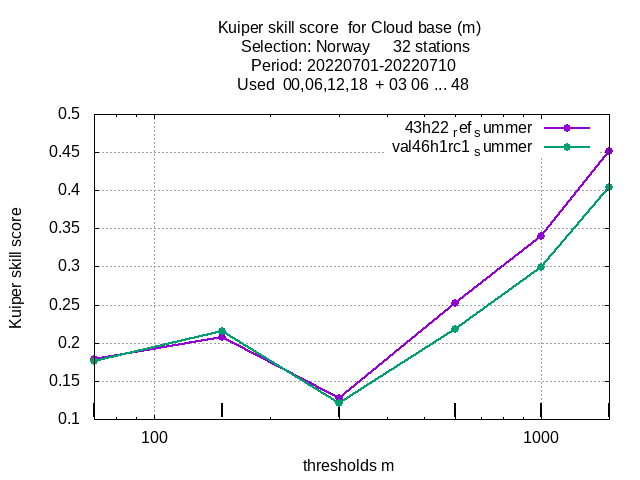 Kuiper skill score  for Cloud base (m)
Selection: Norway     32 stations
Period: 20220701-20220710
Used  00,06,12,18  + 03 06 ... 48
0.5
43h22 ref summer
val46h1rc1 summer
0.45
0.4
0.35
0.3
0.25
0.2
0.15
0.1
Kuiper skill score
100
1000
thresholds m